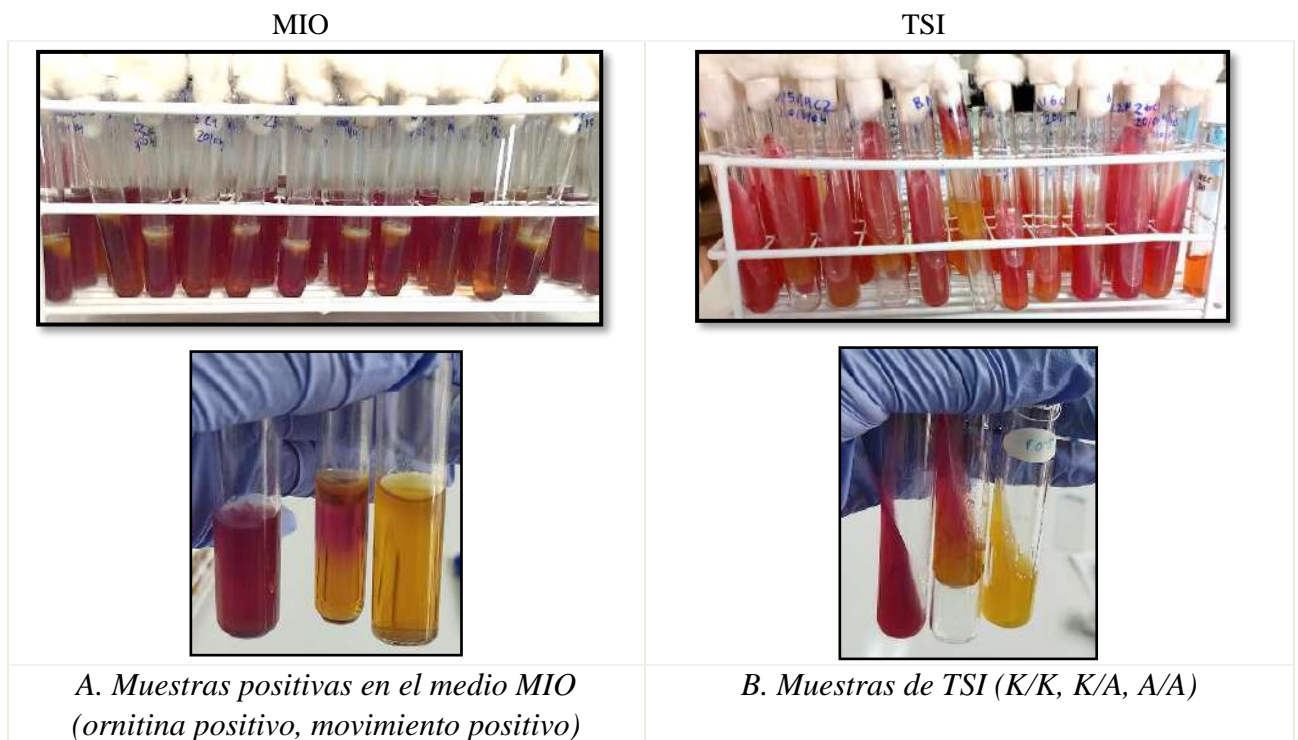 MIO
TSI
A. Muestras positivas en el medio MIO
(ornitina positivo, movimiento positivo)
B. Muestras de TSI (K/K, K/A, A/A)